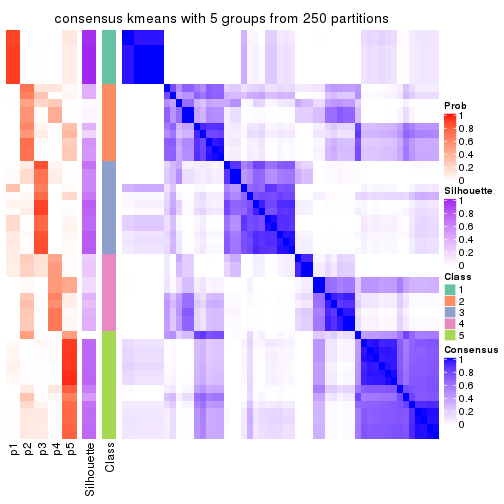 consensus kmeans with 5 groups from 250 partitions
Prob
1
0.8
0.6
0.4
0.2
0
Silhouette
1
0.8
0.6
0.4
0.2
0
Class
1
2
3
4
5
Consensus
1
0.8
0.6
0.4
0.2
0
p1
p2
p3
p4
p5
Silhouette
Class